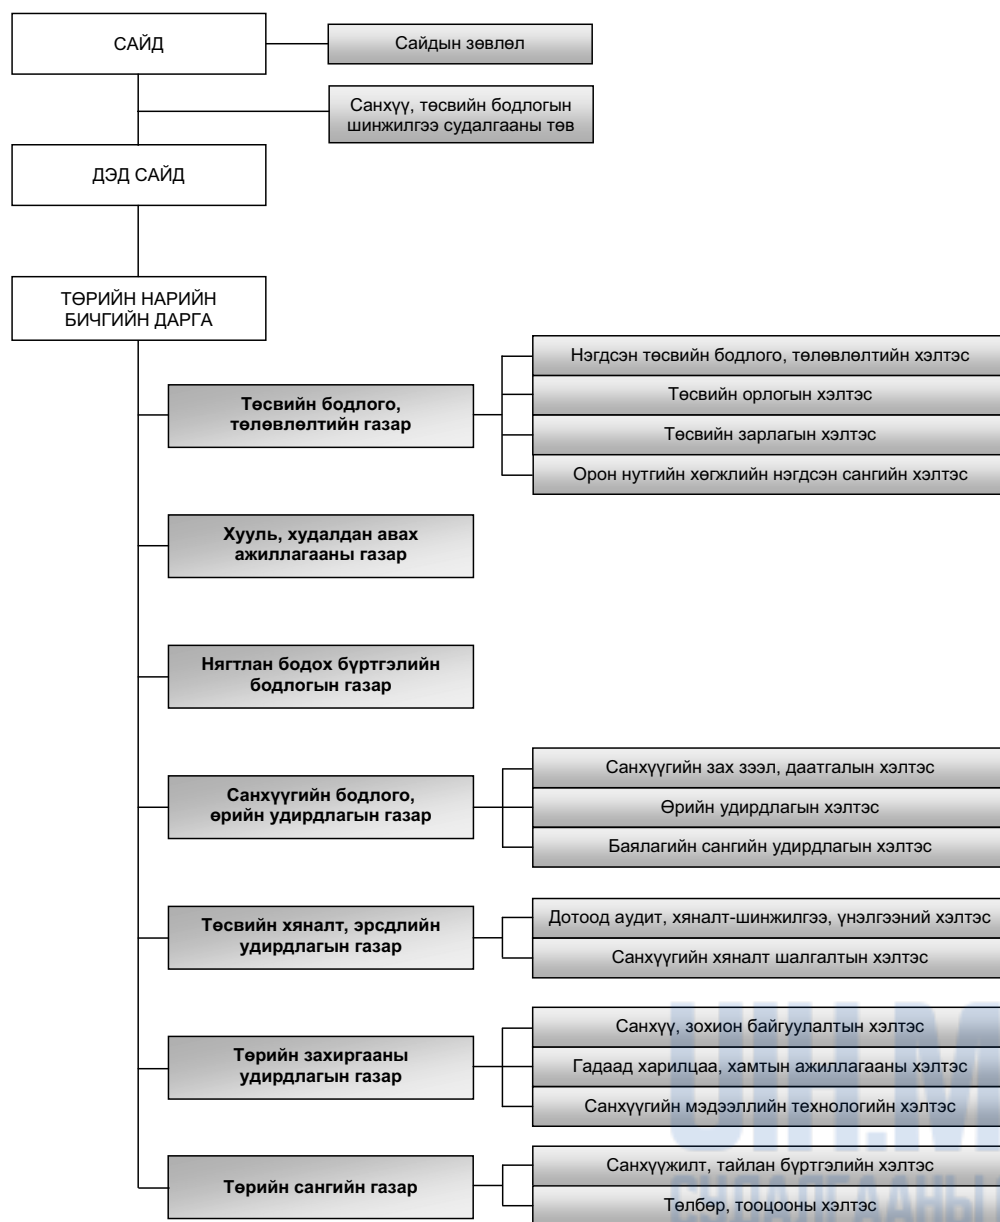 САЙД
Сайдын зөвлөл
Санхүү, төсвийн бодлогын
шинжилгээ судалгааны төв
ДЭД САЙД
ТӨРИЙН НАРИЙН
БИЧГИЙН ДАРГА
Төсвийн бодлого,
төлөвлөлтийн газар
Нэгдсэн төсвийн бодлого, төлөвлөлтийн хэлтэс
Төсвийн орлогын хэлтэс
Төсвийн зарлагын хэлтэс
Орон нутгийн хөгжлийн нэгдсэн сангийн хэлтэс
Хууль, худалдан авах
ажиллагааны газар
Нягтлан бодох бүртгэлийн
бодлогын газар
Санхүүгийн бодлого,
өрийн удирдлагын газар
Санхүүгийн зах зээл, даатгалын хэлтэс
Өрийн удирдлагын хэлтэс
Баялагийн сангийн удирдлагын хэлтэс
Төсвийн хяналт, эрсдлийн
удирдлагын газар
Дотоод аудит, хяналт-шинжилгээ, үнэлгээний хэлтэс
Санхүүгийн хяналт шалгалтын хэлтэс
Төрийн захиргааны
удирдлагын газар
Санхүү, зохион байгуулалтын хэлтэс
Гадаад харилцаа, хамтын ажиллагааны хэлтэс
Санхүүгийн мэдээллийн технологийн хэлтэс
Төрийн сангийн газар
Санхүүжилт, тайлан бүртгэлийн хэлтэс
Төлбөр, тооцооны хэлтэс
UIH.M
СУДАЛГААНЫ